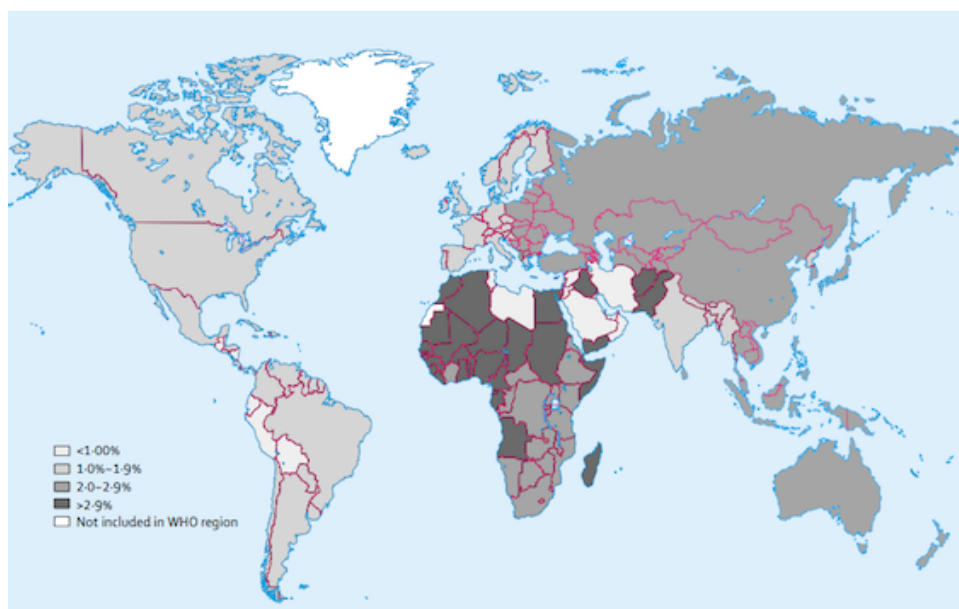 <1·00%
1·0%–1·9%
2·0–2·9%
>2·9%
Not included in WHO region